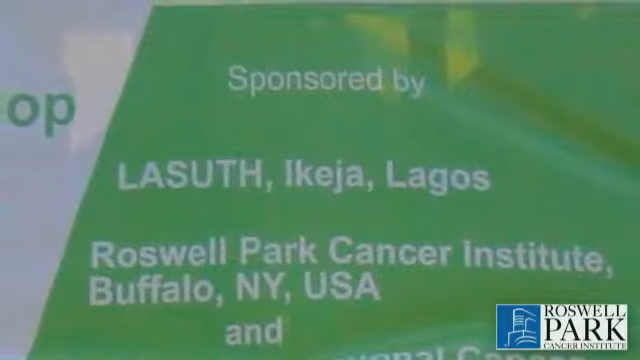 op
Sponsored by
LASUTH, Ikeja, Lagos
Roswell Park Cancer Institute,
Buffalo, NY, USA
and
ROSWELL
PARK
CANCER INSTITUTE